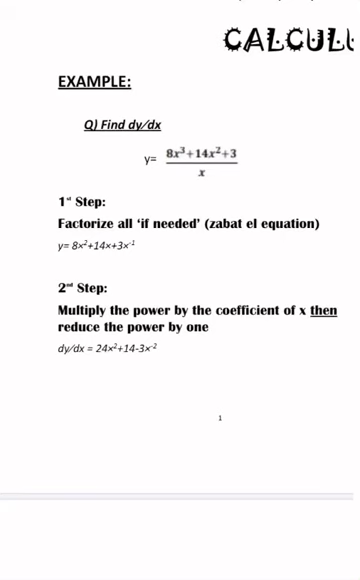 CALCUL
EXAMPLE:
Q) Find dy/dx
y= 8x³+14x²+3
x
1ˢᵗ Step:
Factorize all ‘if needed’ (zabat el equation)
y= 8x²+14x+3x⁻¹
2ⁿᵈ Step:
Multiply the power by the coefficient of x then
reduce the power by one
dy/dx = 24x²+14-3x⁻²
1